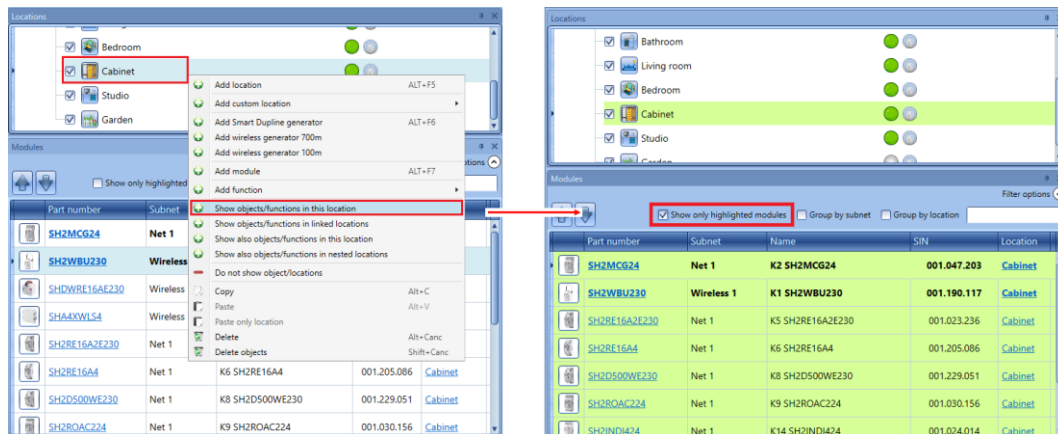 Locations
Bedroom
Cabinet
Studio
Garden
Add location ALT+F5
Add custom location
Add Smart Dupline generator ALT+F6
Add wireless generator 700m
Add wireless generator 100m
Add module ALT+F7
Add function
Show objects/functions in this location
Show objects/functions in linked locations
Show also objects/functions in this location
Show also objects/functions in nested locations
Do not show object/locations
Copy Alt+C
Paste Alt+V
Paste only location
Delete Alt+Canc
Delete objects Shift+Canc
Modules
Show only highlighted
Part number Subnet
SH2MCG24 Net 1
SH2WBU230 Wireless
SHDWRE16AE230 Wireless
SHA4XWLS4 Wireless
SH2RE16A2E230 Net 1
SH2RE16A4 Net 1 K6 SH2RE16A4 001.205.086 Cabinet
SH2D500WE230 Net 1 K8 SH2D500WE230 001.229.051 Cabinet
SH2ROAC224 Net 1 K9 SH2ROAC224 001.030.156 Cabinet
Locations
Bathroom
Living room
Bedroom
Cabinet
Studio
Modules
Filter options
Show only highlighted modules Group by subnet Group by location
Part number Subnet Name SIN Location
SH2MCG24 Net 1 K2 SH2MCG24 001.047.203 Cabinet
SH2WBU230 Wireless 1 K1 SH2WBU230 001.190.117 Cabinet
SH2RE16A2E230 Net 1 K5 SH2RE16A2E230 001.023.236 Cabinet
SH2RE16A4 Net 1 K6 SH2RE16A4 001.205.086 Cabinet
SH2D500WE230 Net 1 K8 SH2D500WE230 001.229.051 Cabinet
SH2ROAC224 Net 1 K9 SH2ROAC224 001.030.156 Cabinet
SH2INDI424 Net 1 K14 SH2INDI424 001.024.014 Cabinet